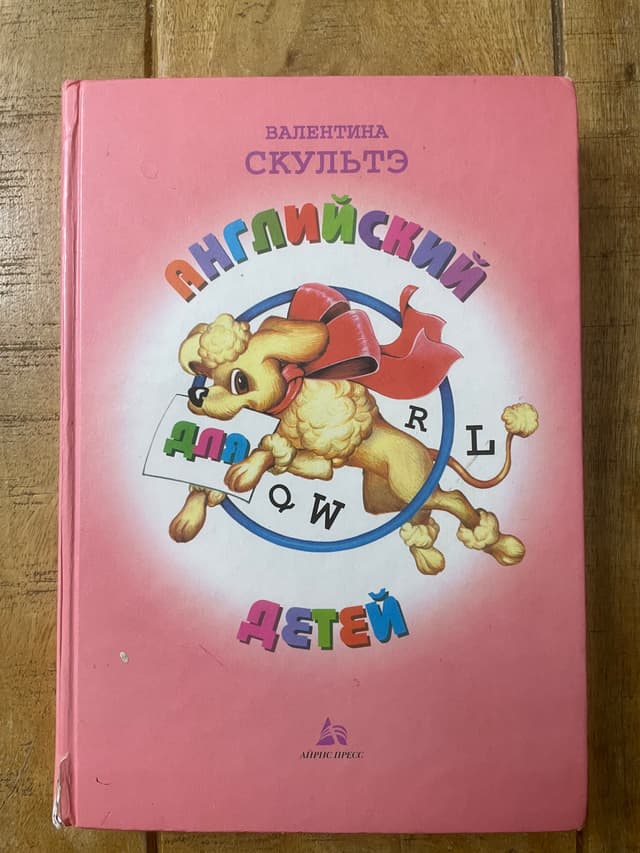 ВАЛЕНТИНА
СКУЛЬТЭ
АНГЛИЙСКИЙ
ДЛЯ
R L
Q W
ДЕТЕЙ
АЙРИС ПРЕСС